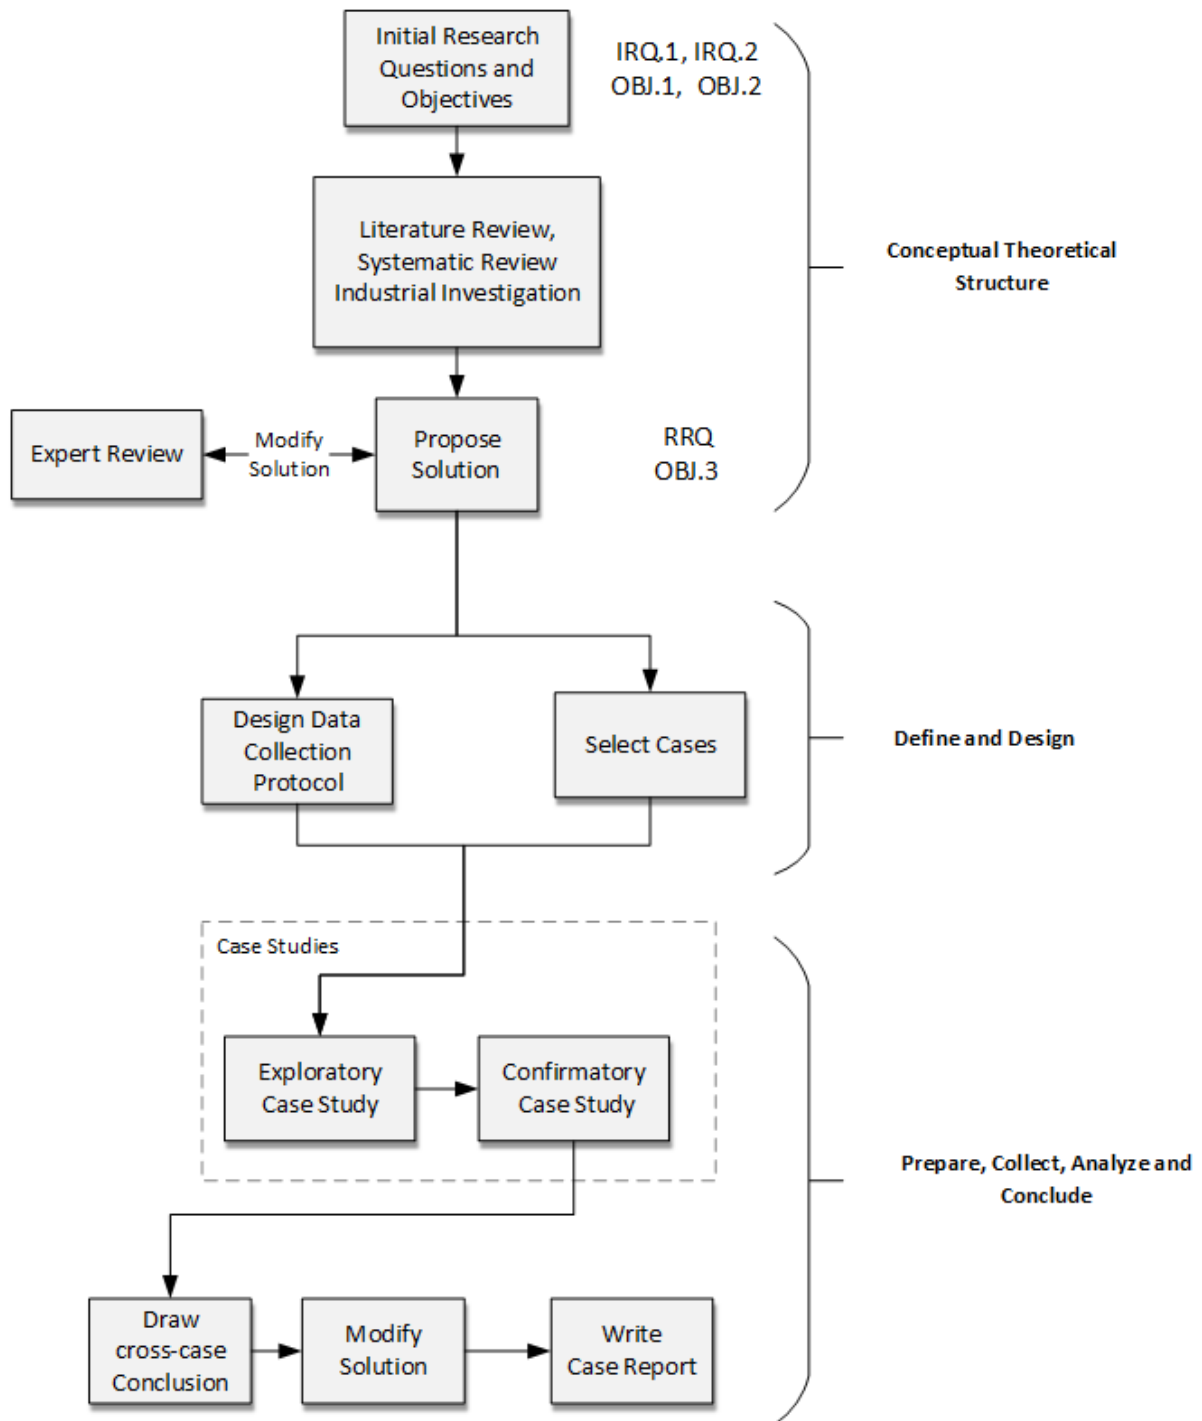 Initial Research
Questions and
Objectives
IRQ.1, IRQ.2
OBJ.1, OBJ.2
Literature Review,
Systematic Review
Industrial Investigation
Conceptual Theoretical
Structure
Expert Review
Modify
Solution
Propose
Solution
RRQ
OBJ.3
Design Data
Collection
Protocol
Select Cases
Define and Design
Case Studies
Exploratory
Case Study
Confirmatory
Case Study
Prepare, Collect, Analyze and
Conclude
Draw
cross-case
Conclusion
Modify
Solution
Write
Case Report